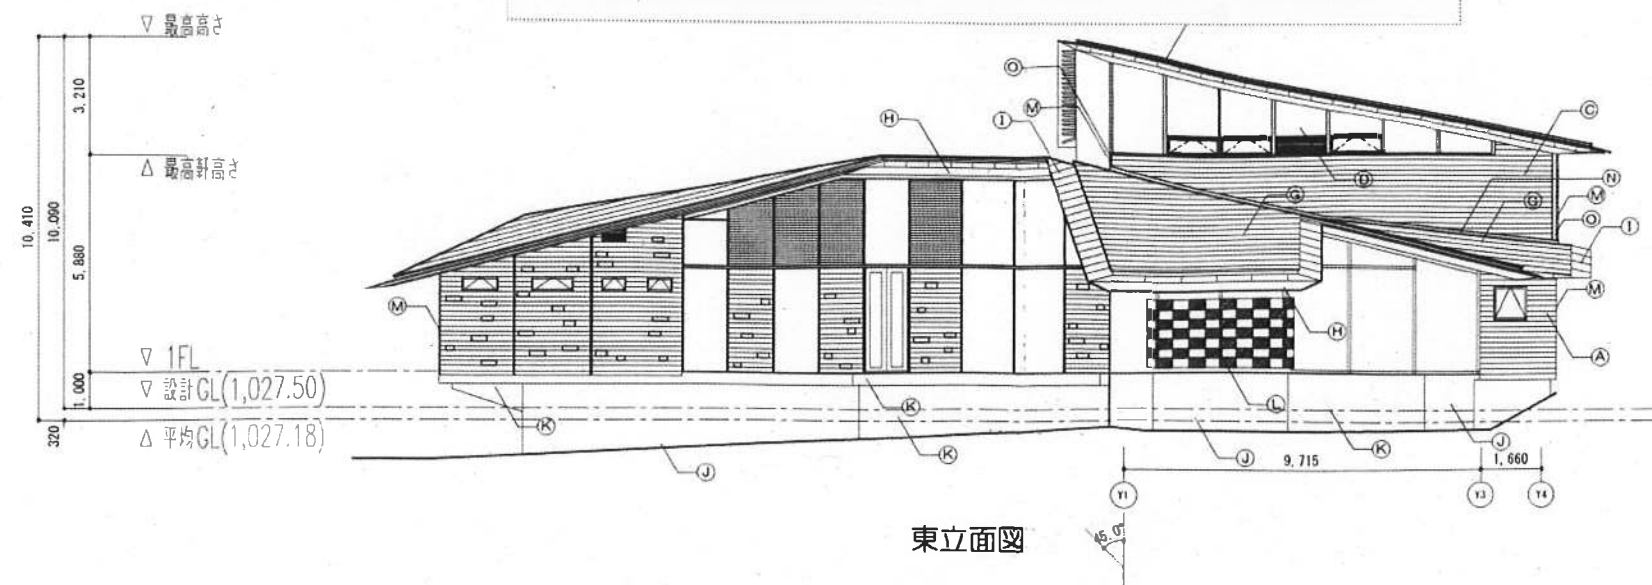 ▽ 最高高さ
3,210
O
M
I
H
C
△ 最高軒高さ
D
N
G
G
M
O
I
10,410
10,090
5,880
M
M
H
A
▽ 1FL
1,000
▽ 設計GL(1,027.50)
L
K
K
320
△ 平均GL(1,027.18)
K
J
K
J
K
J
9,715
1,660
Y1
Y3
Y4
東立面図
45.0°